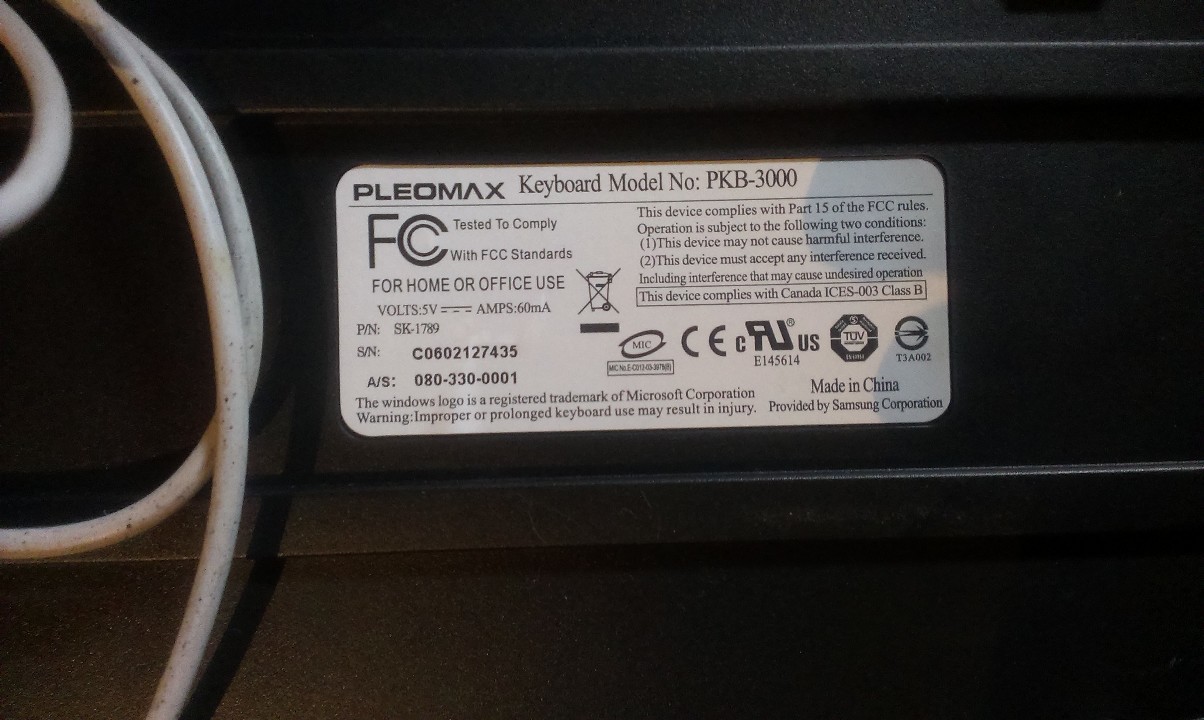 PLEOMAX Keyboard Model No: PKB-3000
FC Tested To Comply
With FCC Standards
FOR HOME OR OFFICE USE
VOLTS:5V AMPS:60mA
P/N: SK-1789
S/N: C0602127435
A/S: 080-330-0001
This device complies with Part 15 of the FCC rules.
Operation is subject to the following two conditions:
(1)This device may not cause harmful interference.
(2)This device must accept any interference received.
Including interference that may cause undesired operation
This device complies with Canada ICES-003 Class B
MIC
CE
c RU ® US
E145614
TUV
T3A002
The windows logo is a registered trademark of Microsoft Corporation
Warning:Improper or prolonged keyboard use may result in injury.
Made in China
Provided by Samsung Corporation